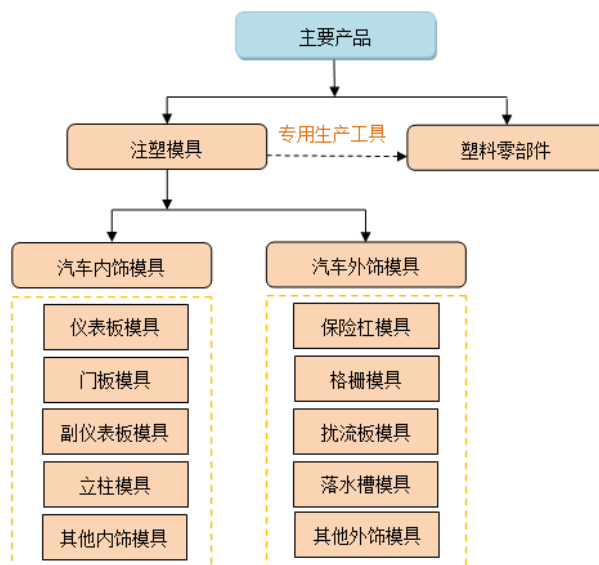 主要产品
专用生产工具
注塑模具
塑料零部件
汽车内饰模具
汽车外饰模具
仪表板模具
门板模具
副仪表板模具
立柱模具
其他内饰模具
保险杠模具
格栅模具
扰流板模具
落水槽模具
其他外饰模具